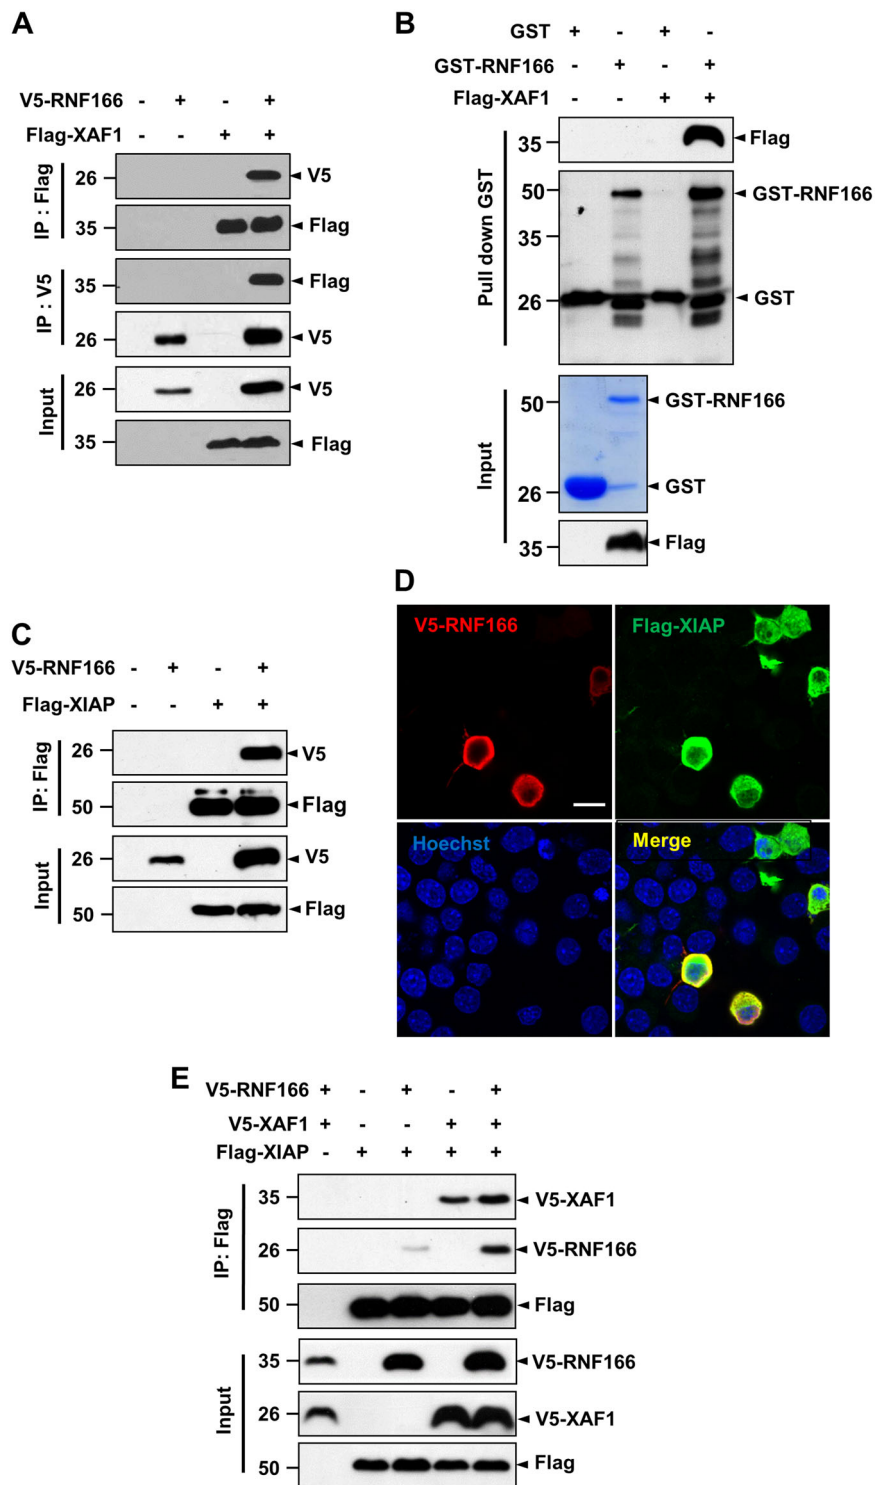 A
V5-RNF166 - + - +
Flag-XAF1 - - + +
IP : Flag
26 V5
35 Flag
IP : V5
35 Flag
26 V5
Input
26 V5
35 Flag
B
GST + - + -
GST-RNF166 - + - +
Flag-XAF1 - - + +
Pull down GST
35 Flag
50 GST-RNF166
35
26 GST
Input
50 GST-RNF166
26 GST
35 Flag
C
V5-RNF166 - + - +
Flag-XIAP - - + +
IP: Flag
26 V5
50 Flag
Input
26 V5
50 Flag
D
V5-RNF166 Flag-XIAP
Hoechst Merge
E
V5-RNF166 + - + - +
V5-XAF1 + - - + +
Flag-XIAP - + + + +
IP: Flag
35 V5-XAF1
26 V5-RNF166
50 Flag
Input
35 V5-RNF166
26 V5-XAF1
50 Flag